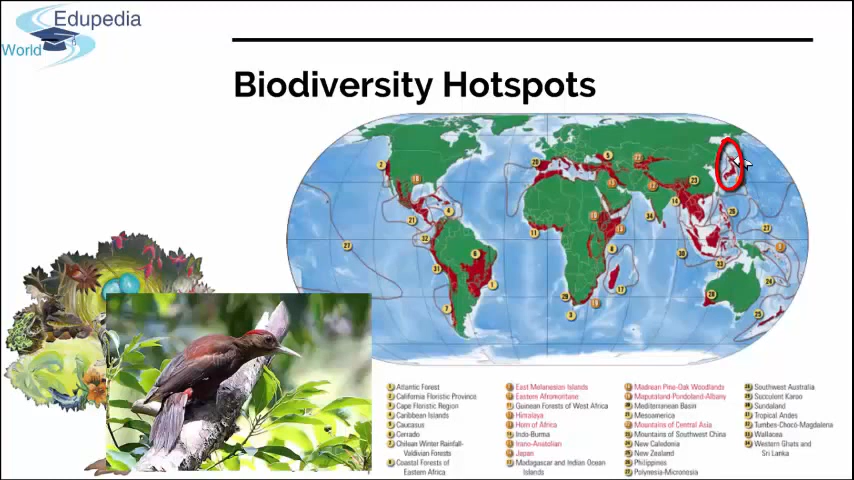 Edupedia
World
Biodiversity Hotspots
Atlantic Forest
California Floristic Province
Cape Floristic Region
Caribbean Islands
Caucasus
Cerrado
Chilean Winter Rainfall-
Valdivian Forests
Coastal Forests of
Eastern Africa
East Melanesian Islands
Eastern Afromontane
Guinean Forests of West Africa
Himalaya
Horn of Africa
Indo-Burma
Irano-Anatolian
Japan
Madagascar and Indian Ocean
Islands
Madrean Pine-Oak Woodlands
Maputaland-Pondoland-Albany
Mediterranean Basin
Mesoamerica
Mountains of Central Asia
Mountains of Southwest China
New Caledonia
New Zealand
Philippines
Polynesia-Micronesia
Southwest Australia
Succulent Karoo
Sundaland
Tropical Andes
Tumbes-Chocó-Magdalena
Wallacea
Western Ghats and
Sri Lanka